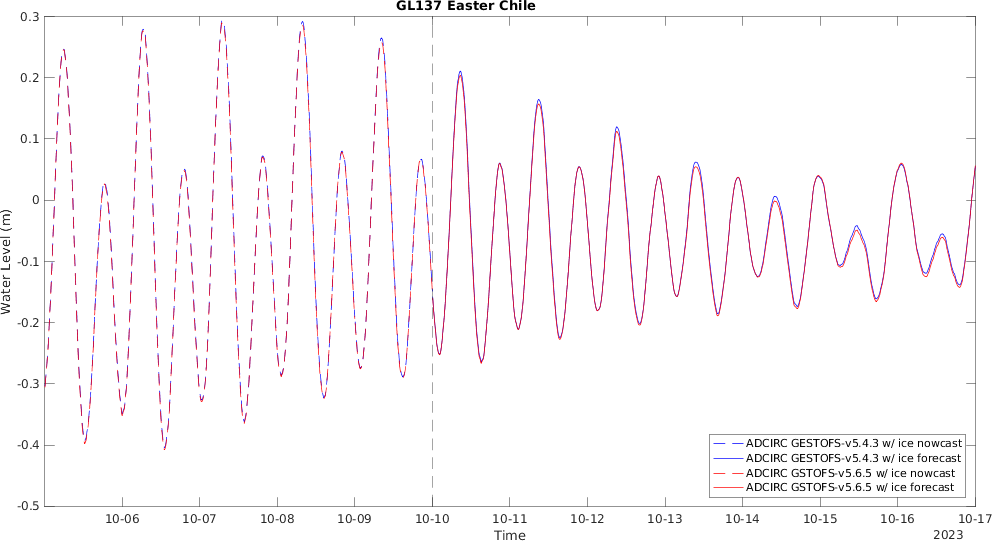 GL137 Easter Chile
0.3
0.2
0.1
0
-0.1
-0.2
-0.3
-0.4
-0.5
Water Level (m)
ADCIRC GESTOFS-v5.4.3 w/ ice nowcast
ADCIRC GESTOFS-v5.4.3 w/ ice forecast
ADCIRC GSTOFS-v5.6.5 w/ ice nowcast
ADCIRC GSTOFS-v5.6.5 w/ ice forecast
10-06 10-07 10-08 10-09 10-10 10-11 10-12 10-13 10-14 10-15 10-16 10-17
Time
2023